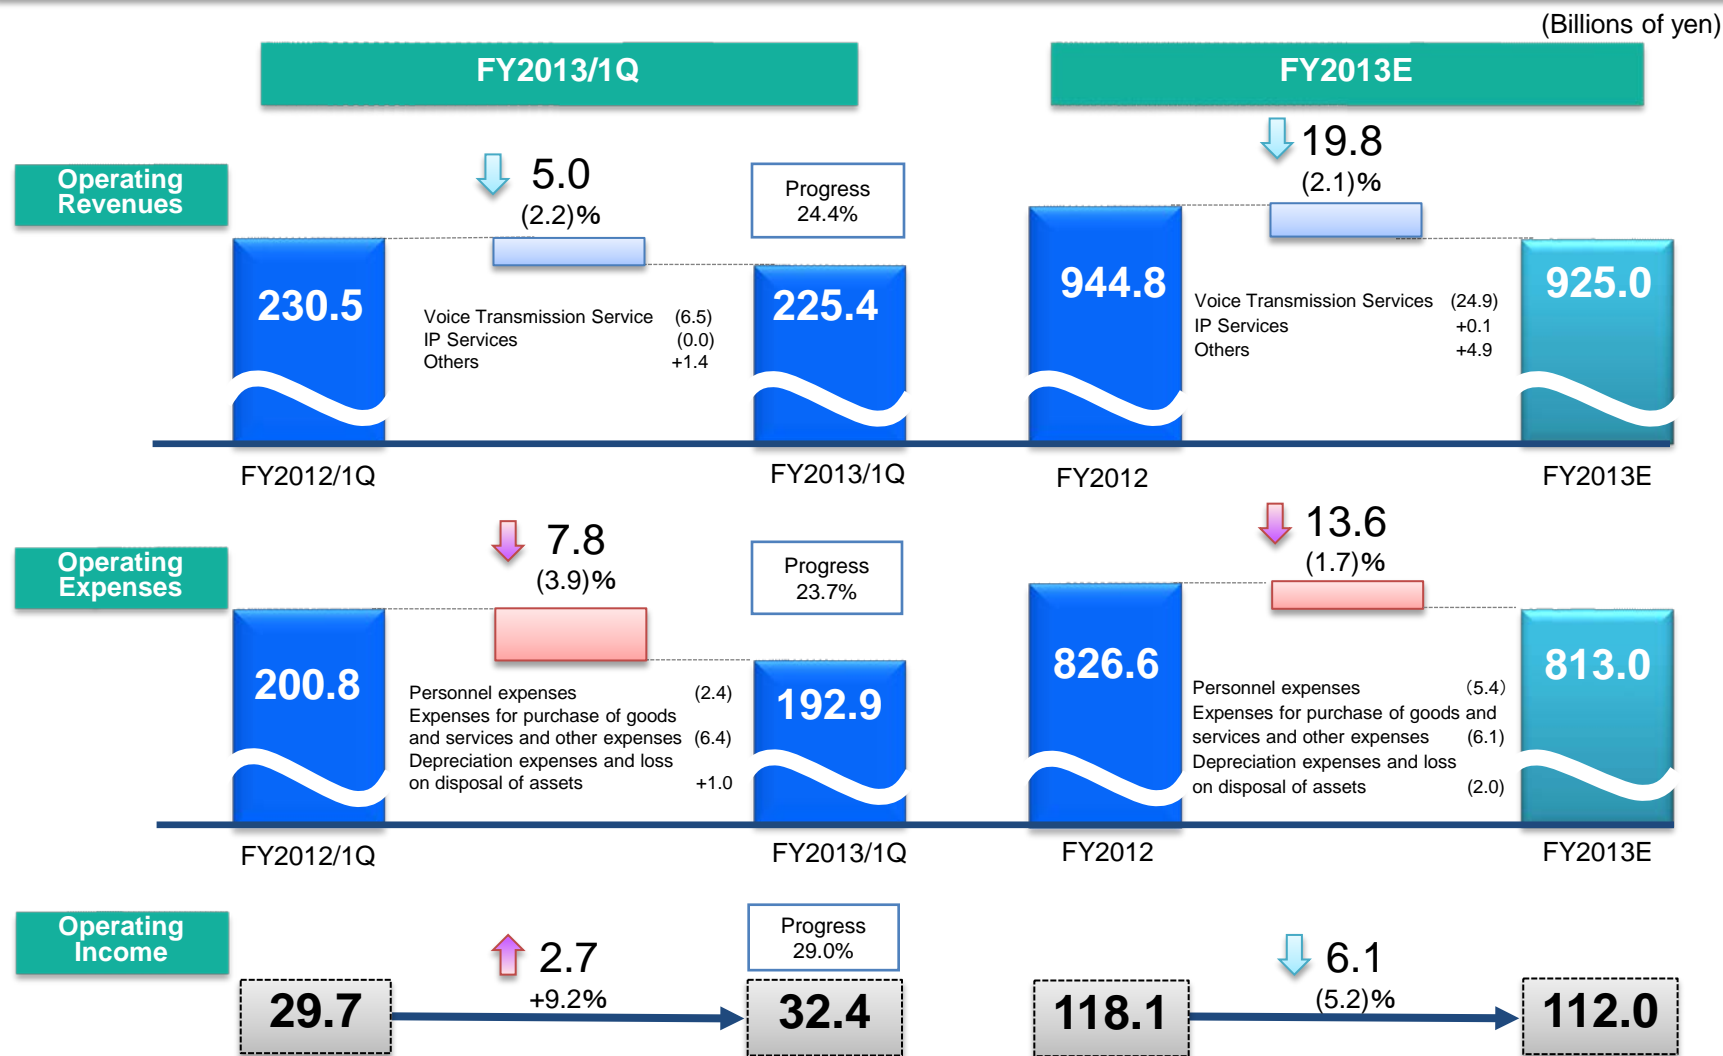 (Billions of yen)
FY2013/1Q
FY2013E
Operating
Revenues
5.0
(2.2)%
Progress
24.4%
19.8
(2.1)%
230.5
Voice Transmission Service (6.5)
IP Services (0.0)
Others +1.4
225.4
944.8
Voice Transmission Services (24.9)
IP Services +0.1
Others +4.9
925.0
FY2012/1Q
FY2013/1Q
FY2012
FY2013E
Operating
Expenses
7.8
(3.9)%
Progress
23.7%
13.6
(1.7)%
200.8
Personnel expenses (2.4)
Expenses for purchase of goods
and services and other expenses (6.4)
Depreciation expenses and loss
on disposal of assets +1.0
192.9
826.6
Personnel expenses (5.4)
Expenses for purchase of goods and
services and other expenses (6.1)
Depreciation expenses and loss
on disposal of assets (2.0)
813.0
FY2012/1Q
FY2013/1Q
FY2012
FY2013E
Operating
Income
2.7
+9.2%
Progress
29.0%
6.1
(5.2)%
29.7
32.4
118.1
112.0